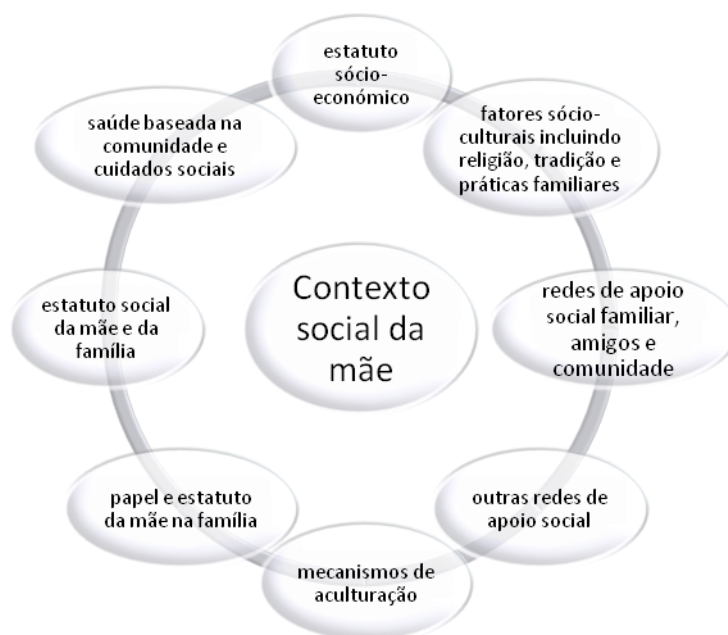 estatuto
sócio-
económico
fatores sócio-
culturais incluindo
religião, tradição e
práticas familiares
redes de apoio
social familiar,
amigos e
comunidade
outras redes de
apoio social
mecanismos de
aculturação
papel e estatuto
da mãe na família
estatuto social
da mãe e da
família
saúde baseada na
comunidade e
cuidados sociais
Contexto
social da
mãe